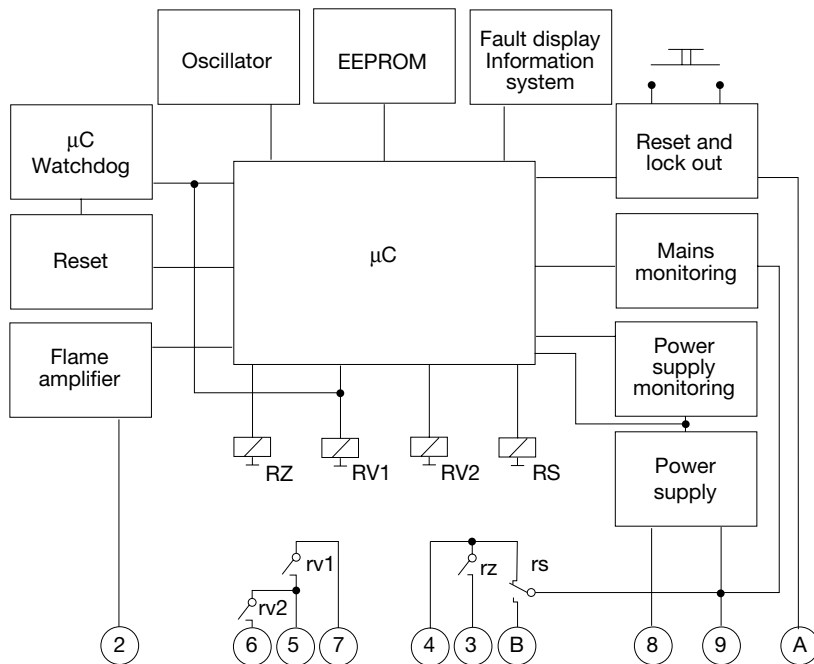 Oscillator
EEPROM
Fault display
Information
system
μC
Watchdog
Reset and
lock out
Reset
μC
Mains
monitoring
Flame
amplifier
Power
supply
monitoring
RZ
RV1
RV2
RS
Power
supply
rv1
rz
rs
rv2
2
6
5
7
4
3
B
8
9
A